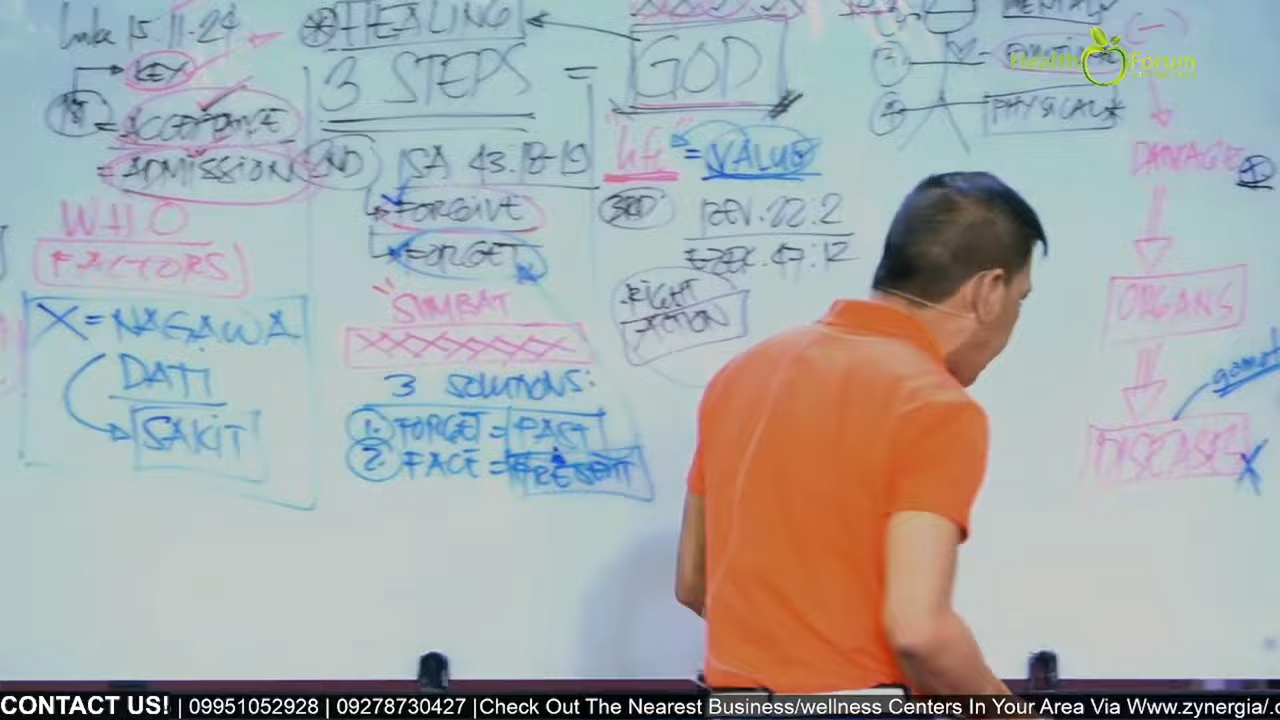 Luke 15:11-24
KEY
= ACCEPTANCE
= ADMISSION
WHO
FACTORS
X = NAGAWA
DATI
SAKIT
HEALING
3 STEPS = GOD
2ND
ISA 43:18-19
FORGIVE
FORGET
"SUMBAT
3 SOLUTIONS:
1. FORGET = PAST
2. FACE = PRESENT
"life" = VALUE
3RD
REV. 22:2
EZEK. 47:12
RIGHT
ACTION
MENTAL
PHYSICAL
(-)
DAMAGE
ORGANS
DISEASE X
gamot
Health Forum
CONTACT US! | 09951052928 | 09278730427 |Check Out The Nearest Business/wellness Centers In Your Area Via Www.zynergia/.c